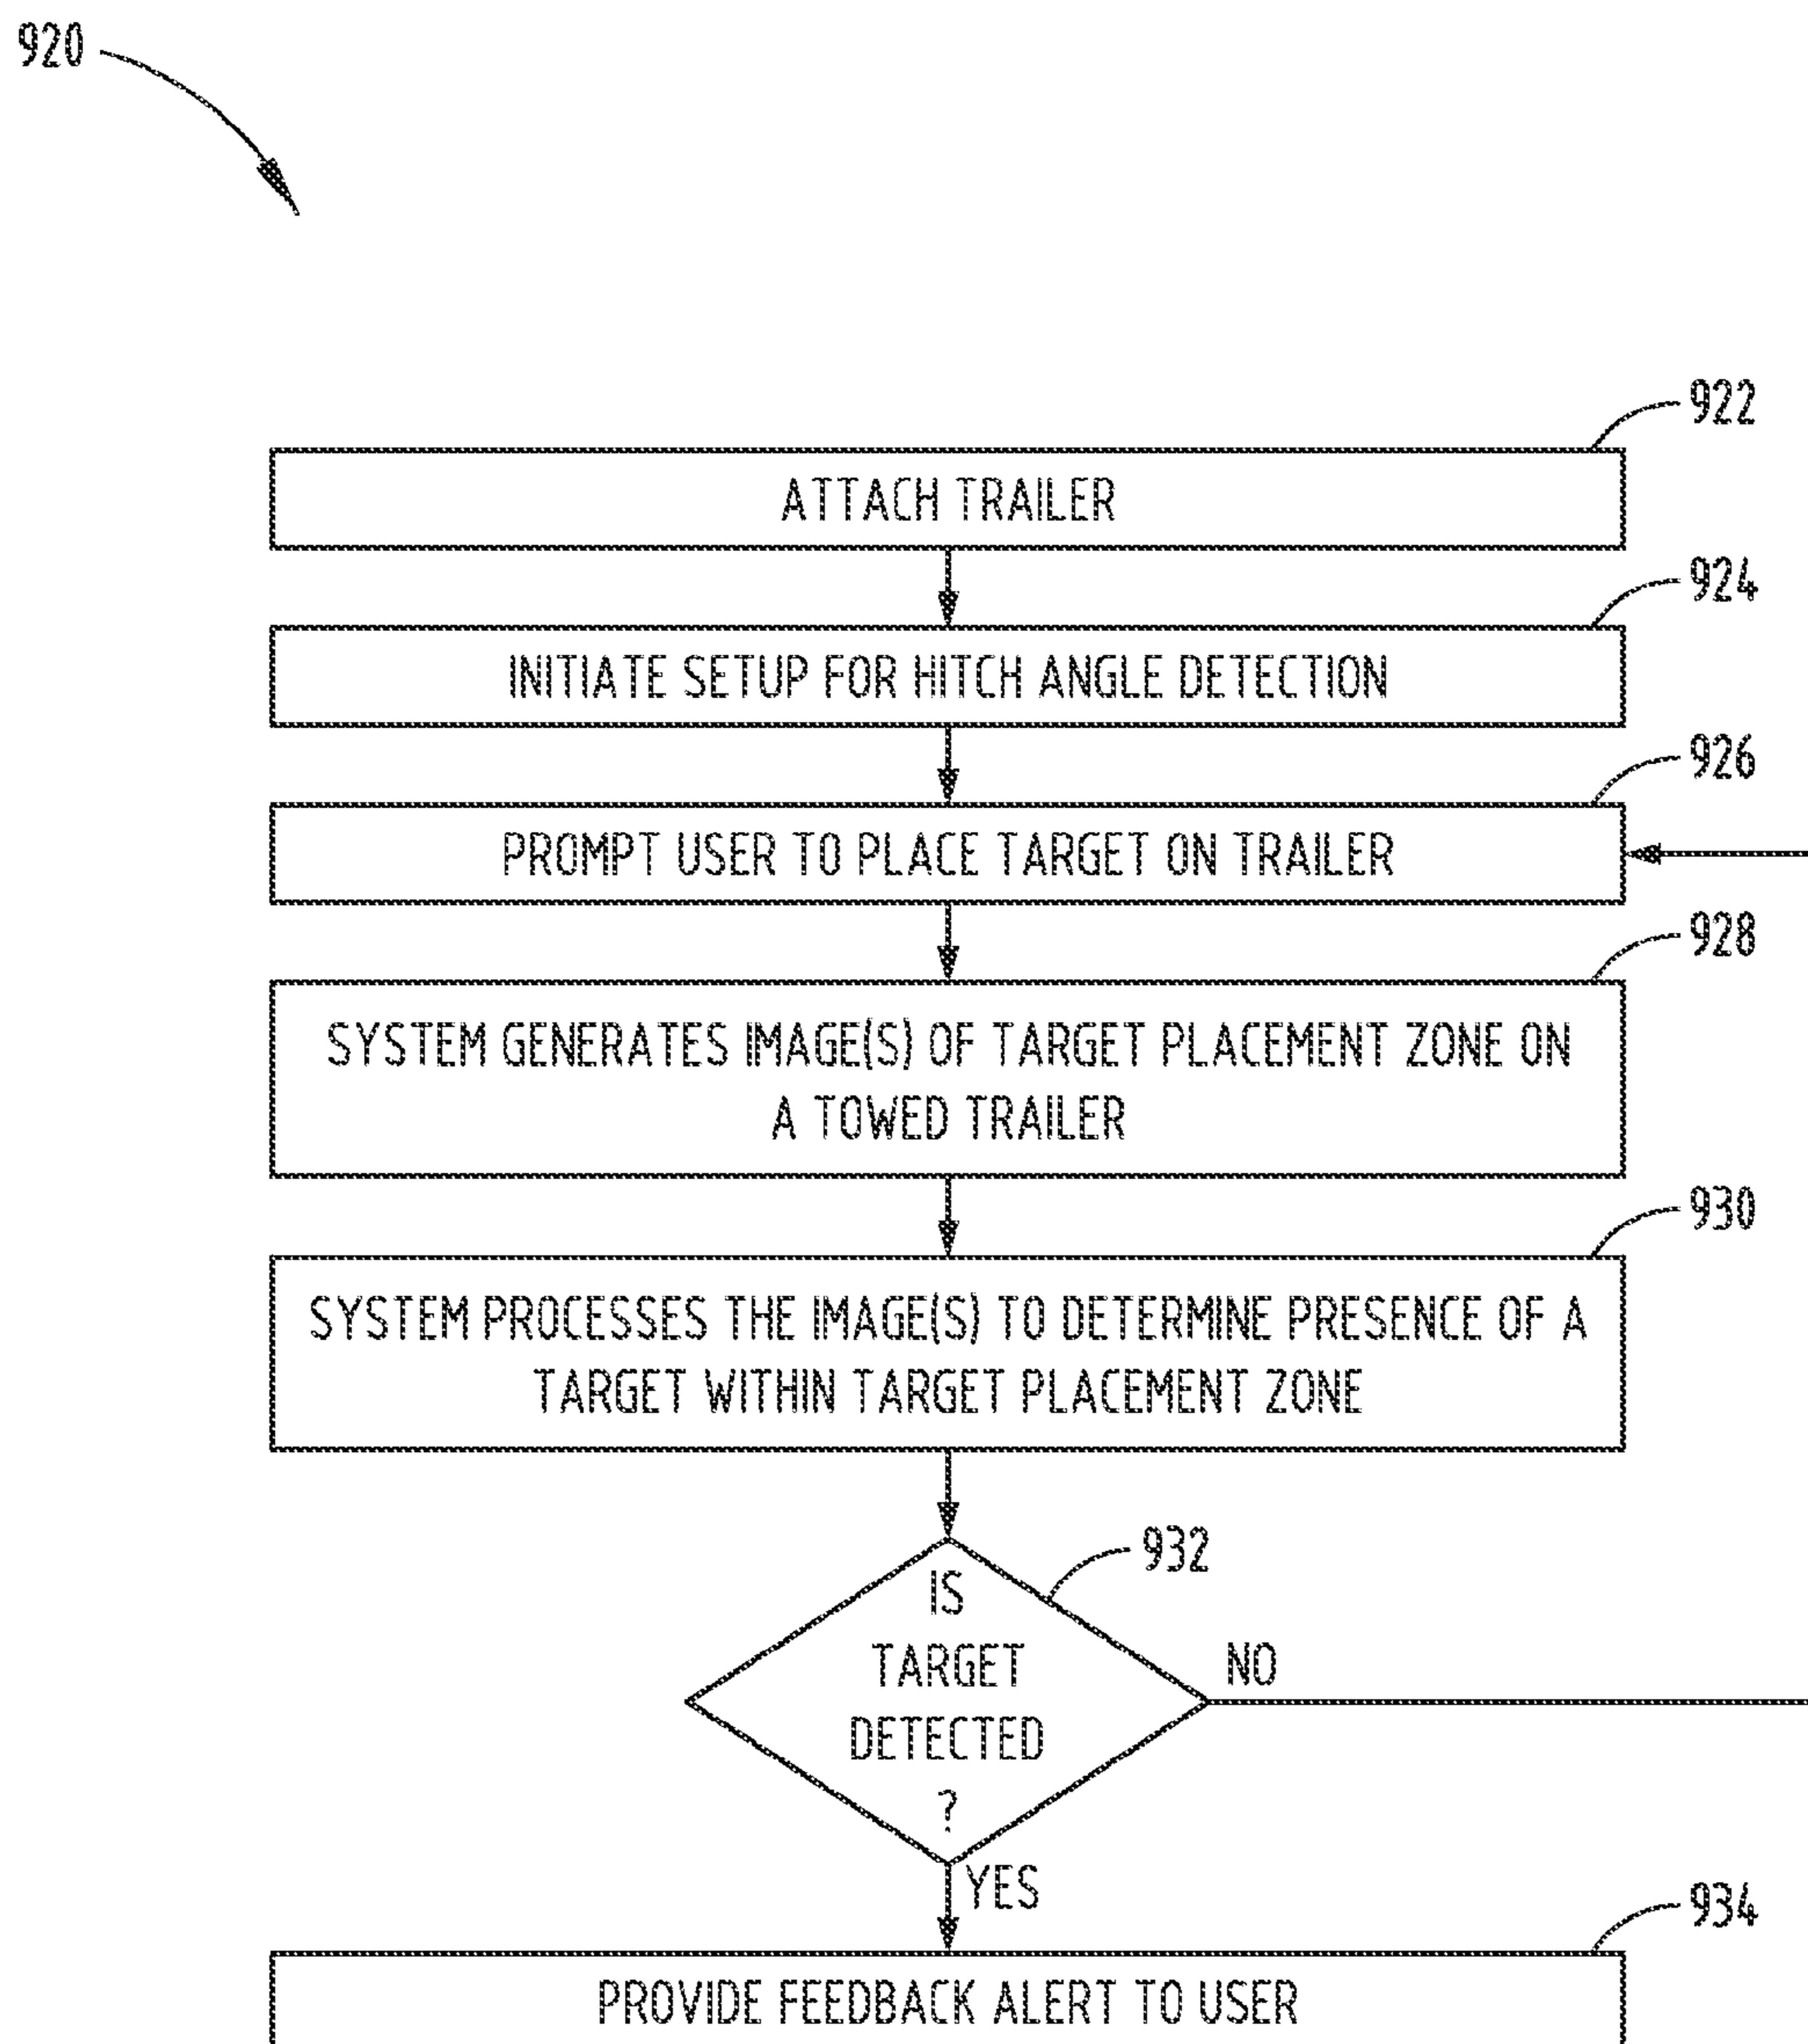 920
922
ATTACH TRAILER
924
INITIATE SETUP FOR HITCH ANGLE DETECTION
926
PROMPT USER TO PLACE TARGET ON TRAILER
928
SYSTEM GENERATES IMAGE(S) OF TARGET PLACEMENT ZONE ON
A TOWED TRAILER
930
SYSTEM PROCESSES THE IMAGE(S) TO DETERMINE PRESENCE OF A
TARGET WITHIN TARGET PLACEMENT ZONE
932
IS
TARGET
DETECTED
?
NO
YES
934
PROVIDE FEEDBACK ALERT TO USER